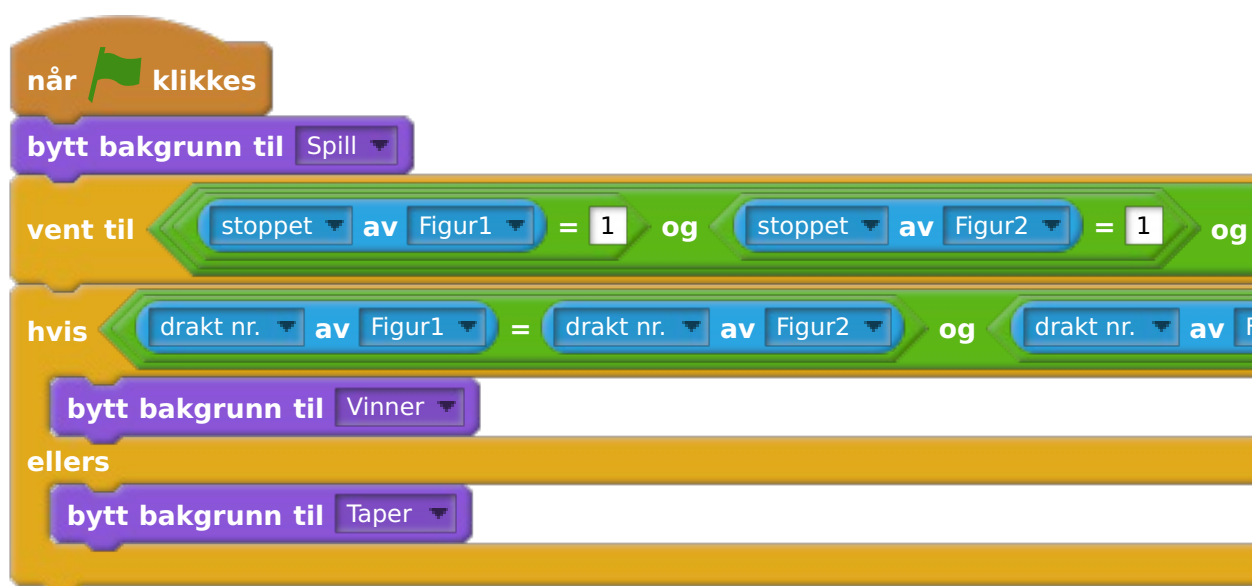 når klikkes
bytt bakgrunn til Spill
vent til stoppet av Figur1 = 1 og stoppet av Figur2 = 1 og
hvis drakt nr. av Figur1 = drakt nr. av Figur2 og drakt nr. av
bytt bakgrunn til Vinner
ellers
bytt bakgrunn til Taper